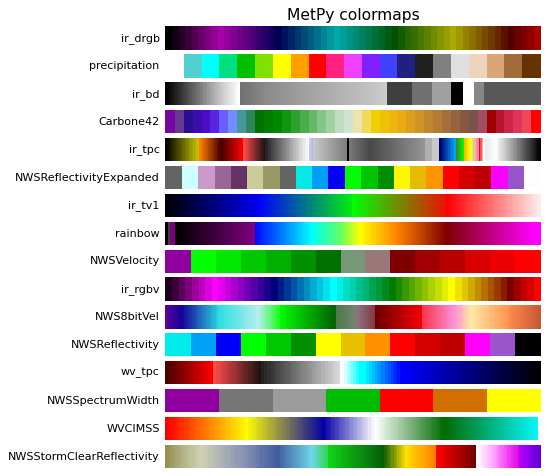 MetPy colormaps
ir_drgb
precipitation
ir_bd
Carbone42
ir_tpc
NWSReflectivityExpanded
ir_tv1
rainbow
NWSVelocity
ir_rgbv
NWS8bitVel
NWSReflectivity
wv_tpc
NWSSpectrumWidth
WVCIMSS
NWSStormClearReflectivity